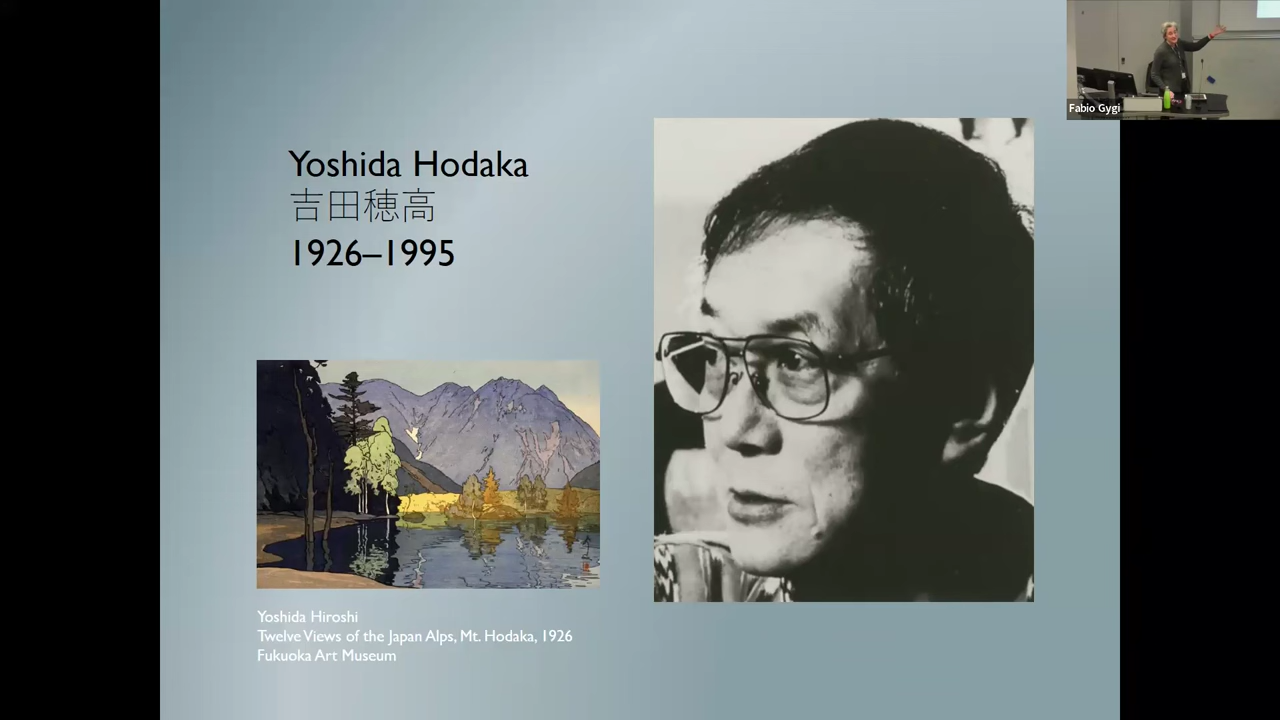 Yoshida Hodaka
吉田穂高
1926–1995
Yoshida Hiroshi
Twelve Views of the Japan Alps, Mt. Hodaka, 1926
Fukuoka Art Museum
Fabio Gygi